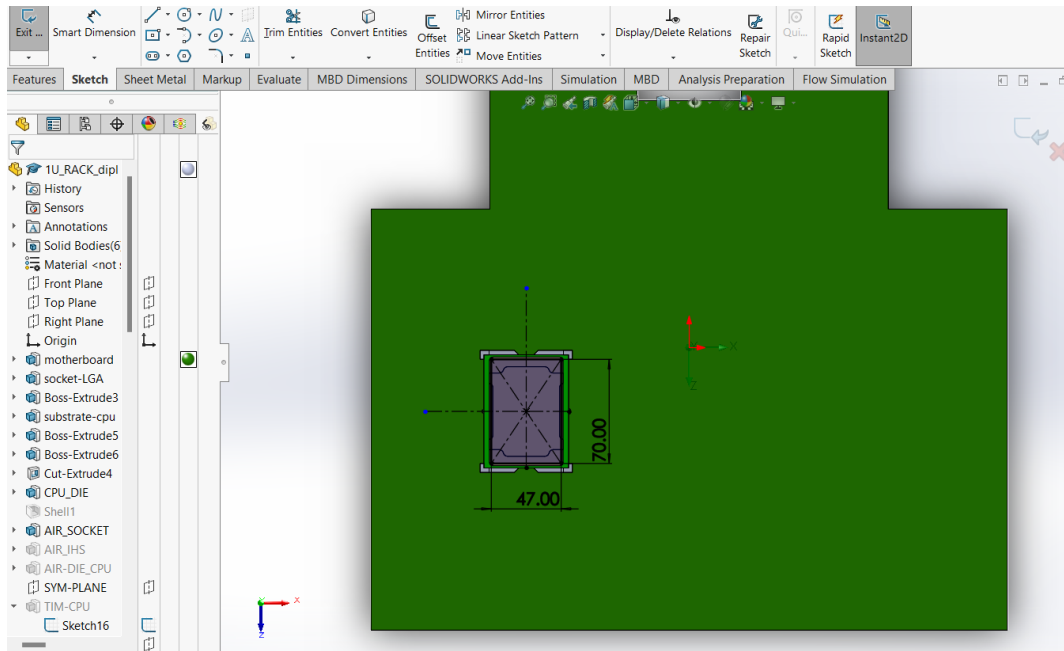 Mirror Entities
Exit ... Smart Dimension Trim Entities Convert Entities Offset Entities Linear Sketch Pattern Display/Delete Relations Repair Sketch Qui... Rapid Sketch Instant2D
Move Entities
Features Sketch Sheet Metal Markup Evaluate MBD Dimensions SOLIDWORKS Add-Ins Simulation MBD Analysis Preparation Flow Simulation
1U_RACK_dipl
History
Sensors
Annotations
Solid Bodies(6
Material <not s
Front Plane
Top Plane
Right Plane
Origin
motherboard
socket-LGA
Boss-Extrude3
substrate-cpu
Boss-Extrude5
Boss-Extrude6
Cut-Extrude4
CPU_DIE
Shell1
AIR_SOCKET
AIR_IHS
AIR-DIE_CPU
SYM-PLANE
TIM-CPU
Sketch16
X
Z
70.00
47.00
X
Z